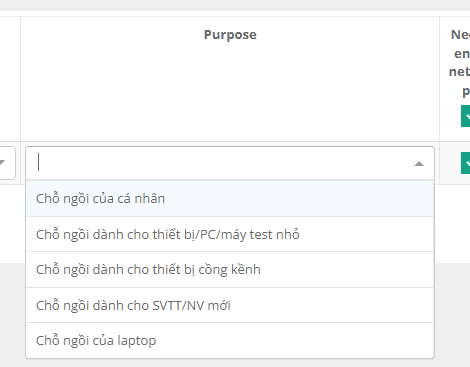 Purpose
Nee
en
net
p
Chỗ ngồi của cá nhân
Chỗ ngồi dành cho thiết bị/PC/máy test nhỏ
Chỗ ngồi dành cho thiết bị cồng kềnh
Chỗ ngồi dành cho SVTT/NV mới
Chỗ ngồi của laptop